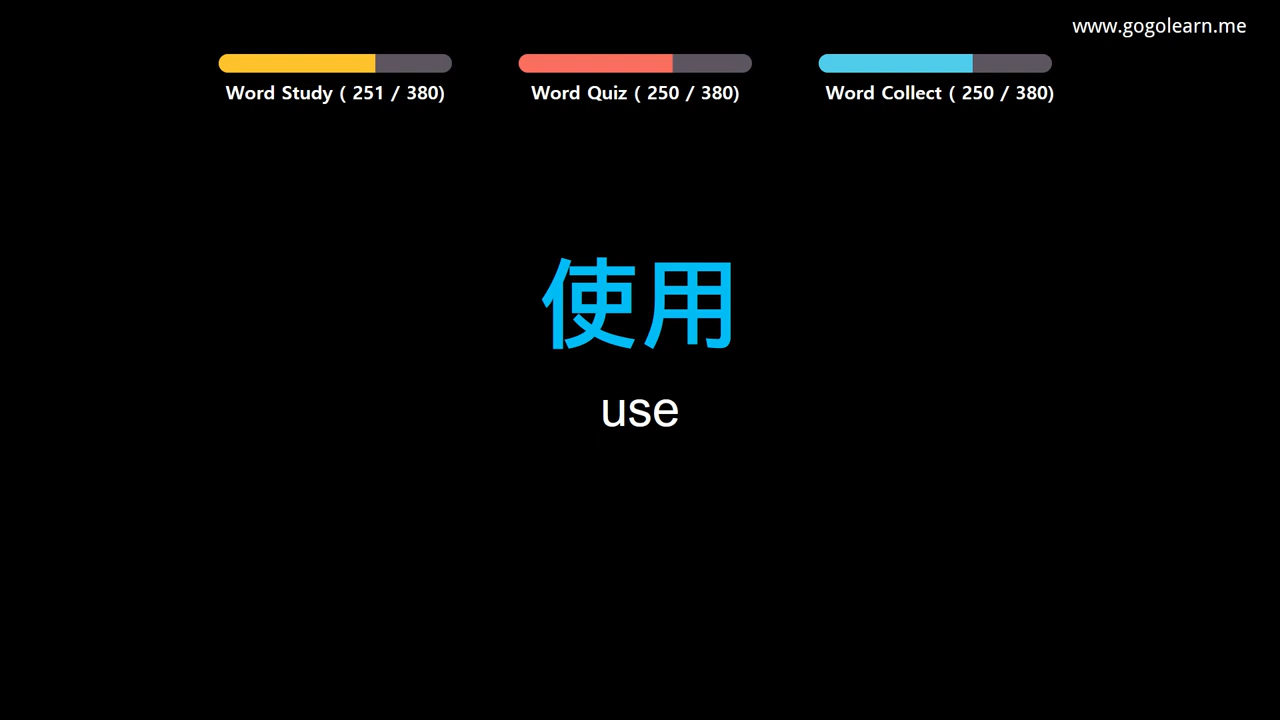 www.gogolearn.me
Word Study ( 251 / 380)
Word Quiz ( 250 / 380)
Word Collect ( 250 / 380)
使用
use